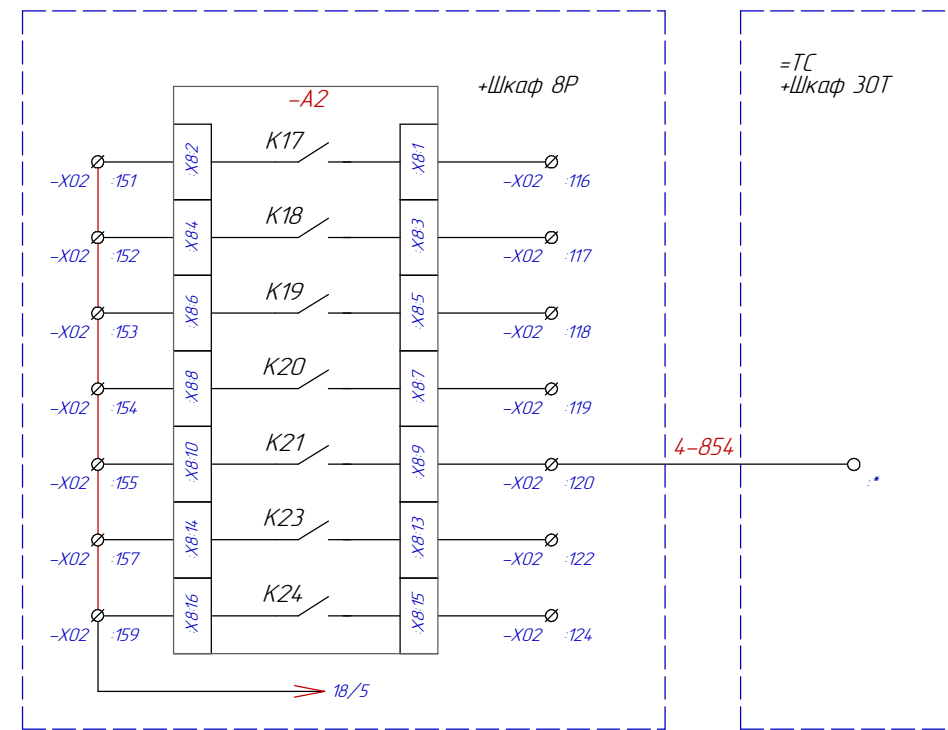 =ТС
+Шкаф 8Р
+Шкаф 30Т
-A2
:X8:2
K17
:X8:1
-X02 :151
-X02 :116
:X8:4
K18
:X8:3
-X02 :152
-X02 :117
:X8:6
K19
:X8:5
-X02 :153
-X02 :118
:X8:8
K20
:X8:7
-X02 :154
-X02 :119
:X8:10
K21
:X8:9
4-854
-X02 :155
-X02 :120
:*
:X8:14
K23
:X8:13
-X02 :157
-X02 :122
:X8:16
K24
:X8:15
-X02 :159
-X02 :124
18/5